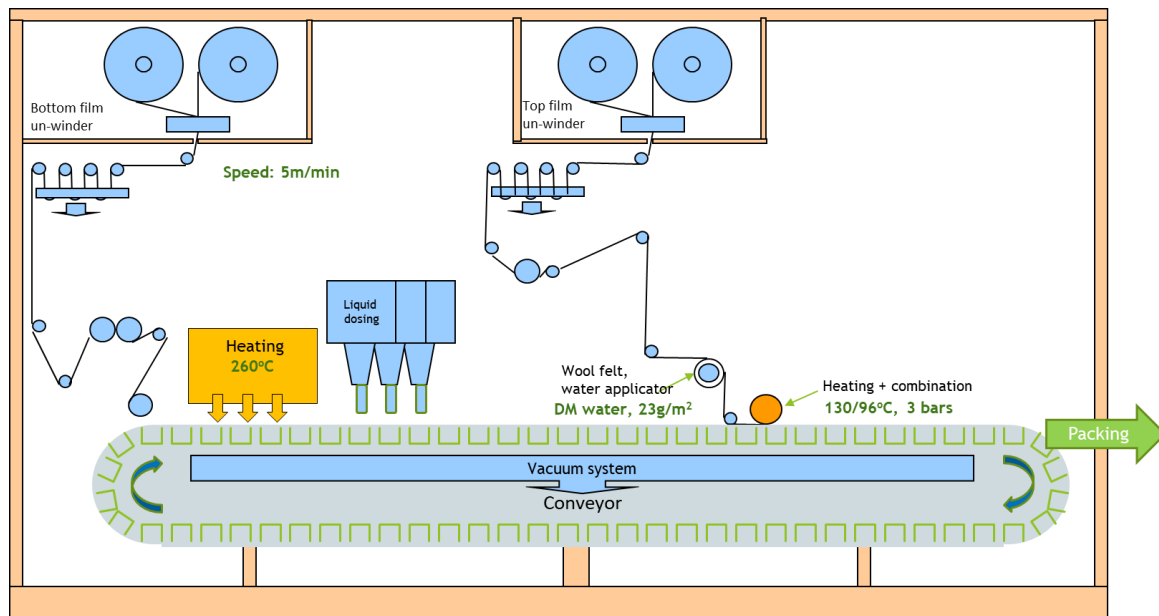 Bottom film
un-winder
Top film
un-winder
Speed: 5m/min
Liquid
dosing
Heating
260°C
Wool felt,
water applicator
DM water, 23g/m²
Heating + combination
130/96°C, 3 bars
Packing
Vacuum system
Conveyor